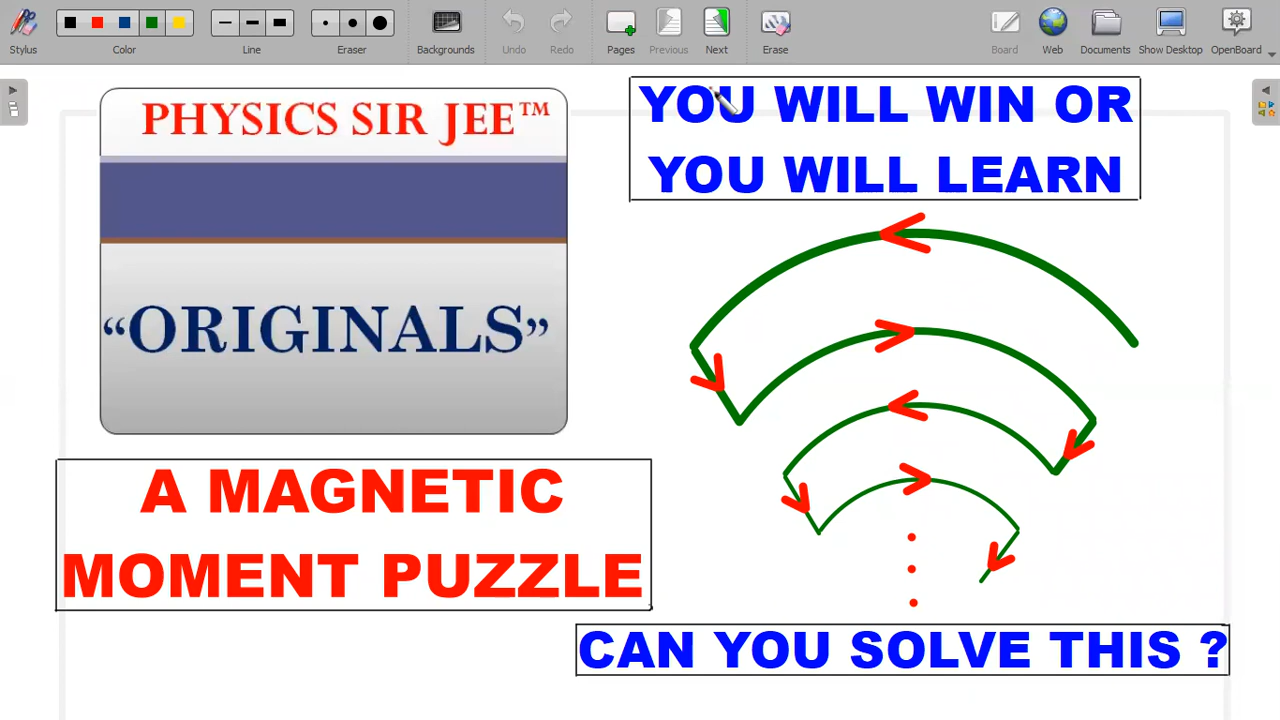 Stylus
Color
Line
Eraser
Backgrounds
Undo
Redo
Pages
Previous
Next
Erase
Board
Web
Documents
Show Desktop
OpenBoard
PHYSICS SIR JEE™
“ORIGINALS”
YOU WILL WIN OR
YOU WILL LEARN
A MAGNETIC
MOMENT PUZZLE
CAN YOU SOLVE THIS ?